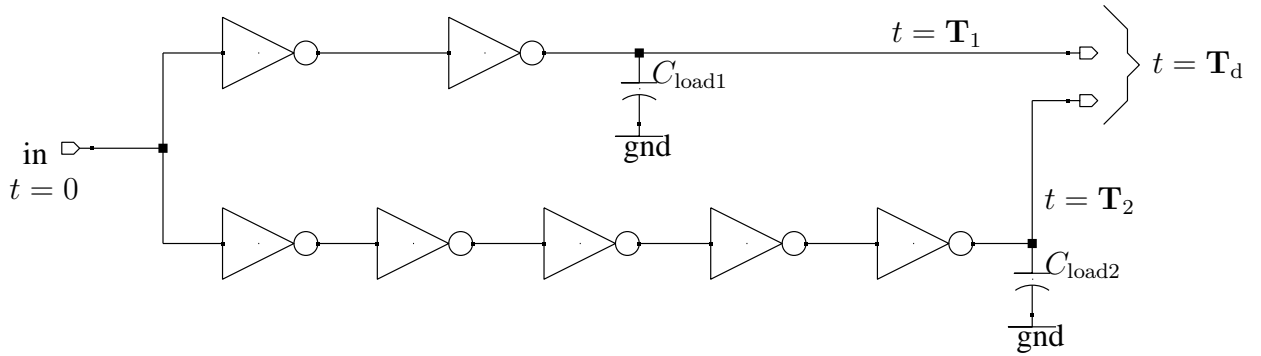 t = T₁
C_load1
t = T_d
gnd
in
t = 0
t = T₂
C_load2
gnd